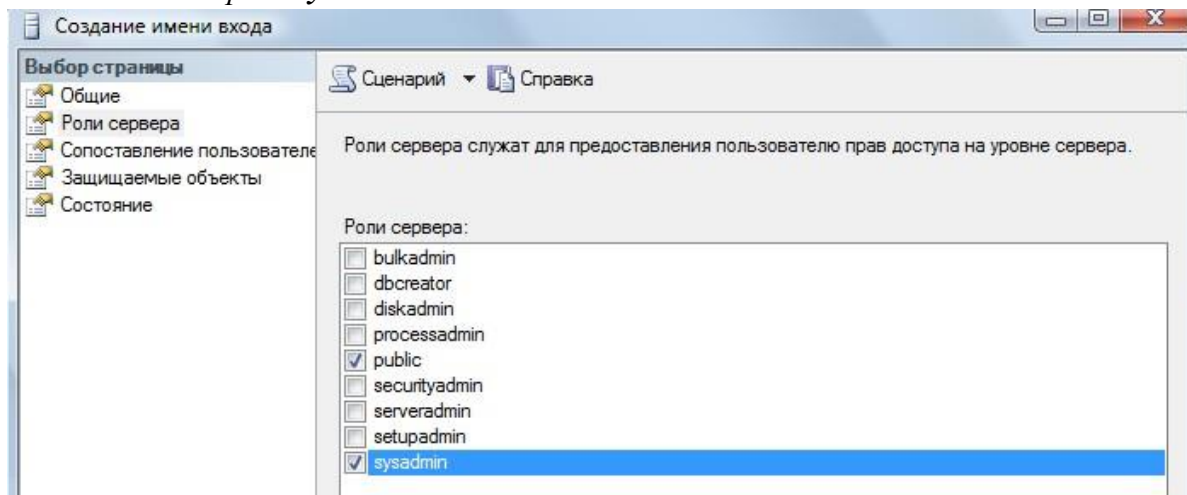 Создание имени входа
Выбор страницы
Общие
Роли сервера
Сопоставление пользователе
Защищаемые объекты
Состояние
Сценарий
Справка
Роли сервера служат для предоставления пользователю прав доступа на уровне сервера.
Роли сервера:
bulkadmin
dbcreator
diskadmin
processadmin
public
securityadmin
serveradmin
setupadmin
sysadmin